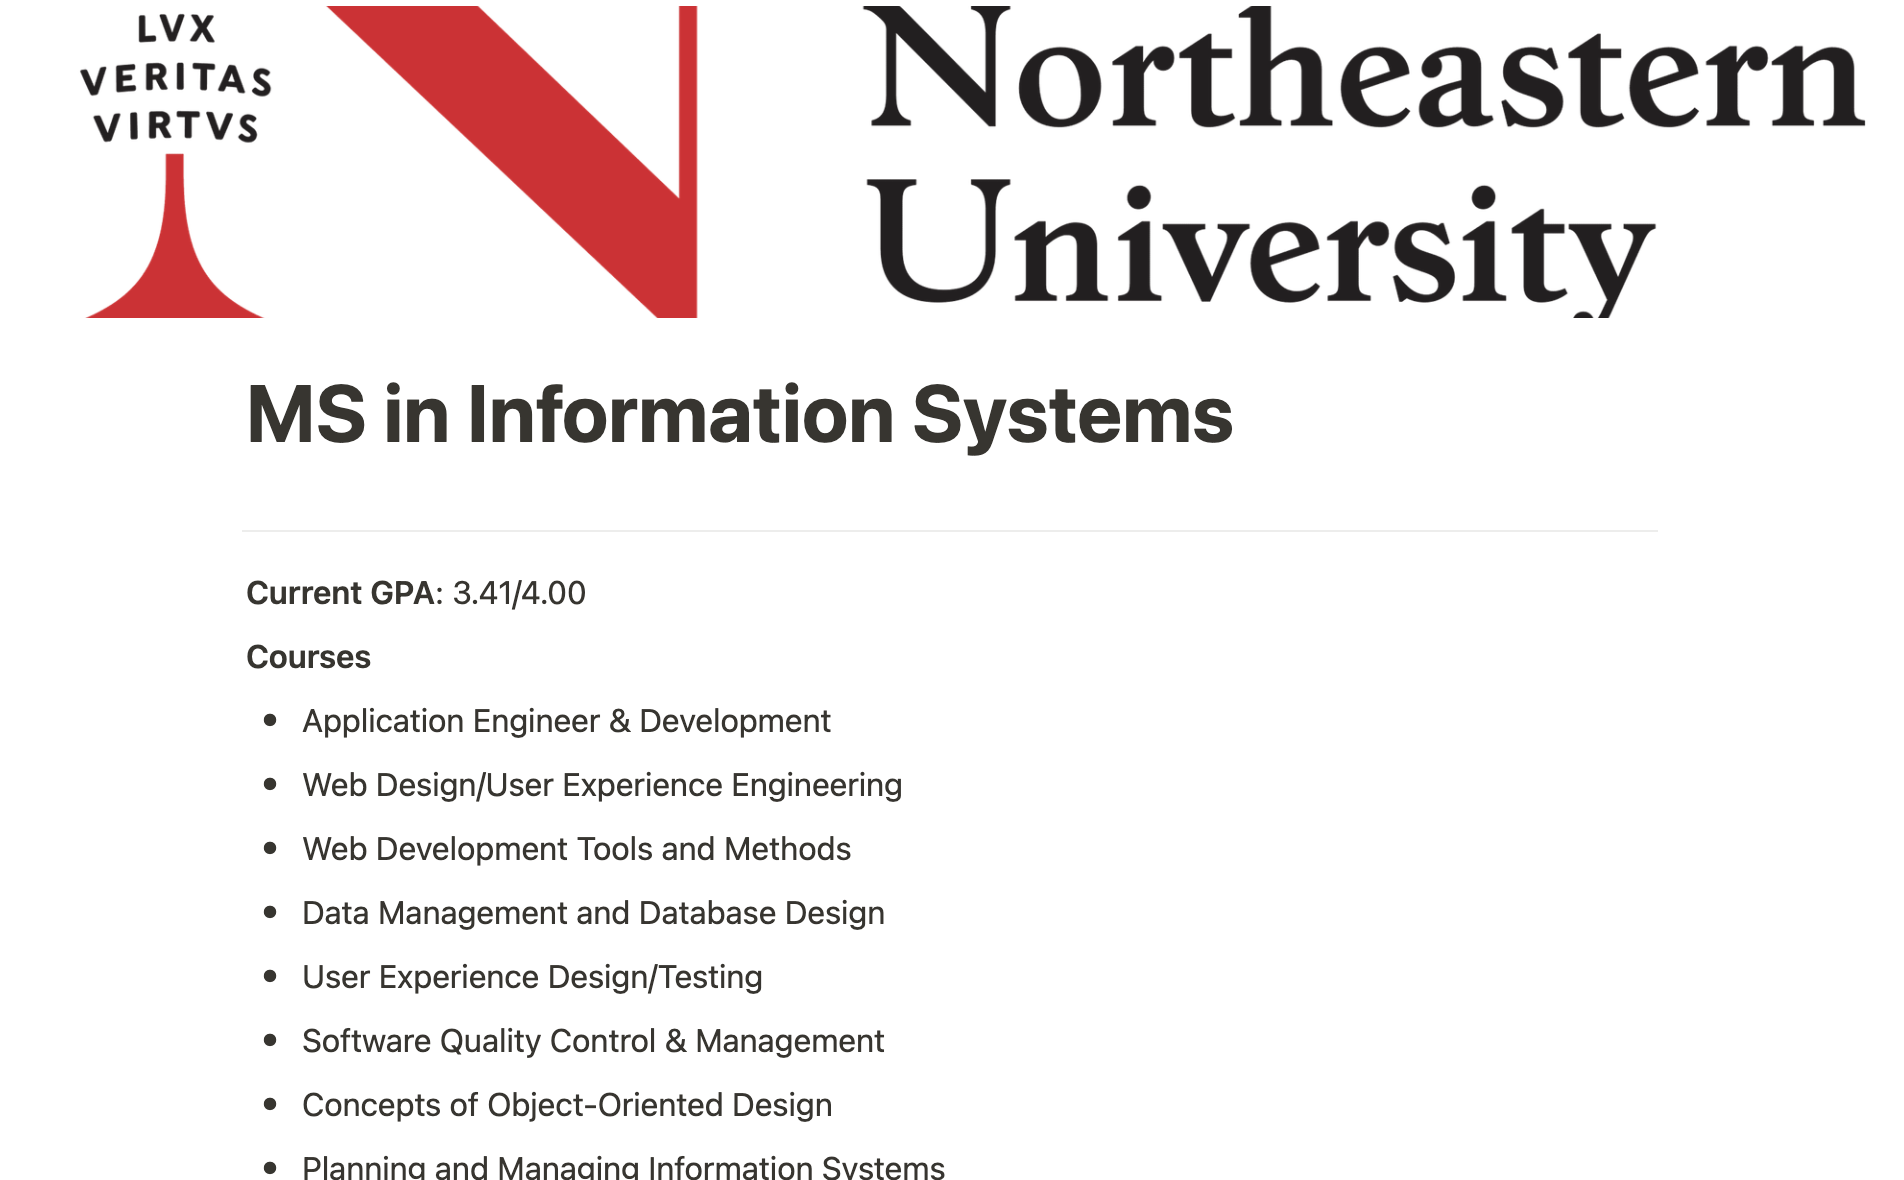 LVX
VERITAS
VIRTVS
N
Northeastern
University
MS in Information Systems
Current GPA: 3.41/4.00
Courses
• Application Engineer & Development
• Web Design/User Experience Engineering
• Web Development Tools and Methods
• Data Management and Database Design
• User Experience Design/Testing
• Software Quality Control & Management
• Concepts of Object-Oriented Design
• Planning and Managing Information Systems